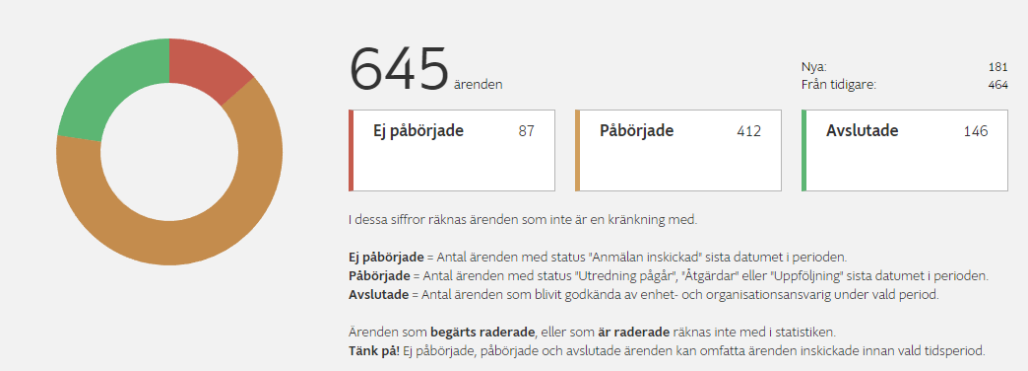 645 ärenden
Nya: 181
Från tidigare: 464
Ej påbörjade 87
Påbörjade 412
Avslutade 146
I dessa siffror räknas ärenden som inte är en kränkning med.
Ej påbörjade = Antal ärenden med status "Anmälan inskickad" sista datumet i perioden.
Påbörjade = Antal ärenden med status "Utredning pågår", "Åtgärdar" eller "Uppföljning" sista datumet i perioden.
Avslutade = Antal ärenden som blivit godkända av enhet- och organisationsansvarig under vald period.
Ärenden som begärts raderade, eller som är raderade räknas inte med i statistiken.
Tänk på! Ej påbörjade, påbörjade och avslutade ärenden kan omfatta ärenden inskickade innan vald tidsperiod.